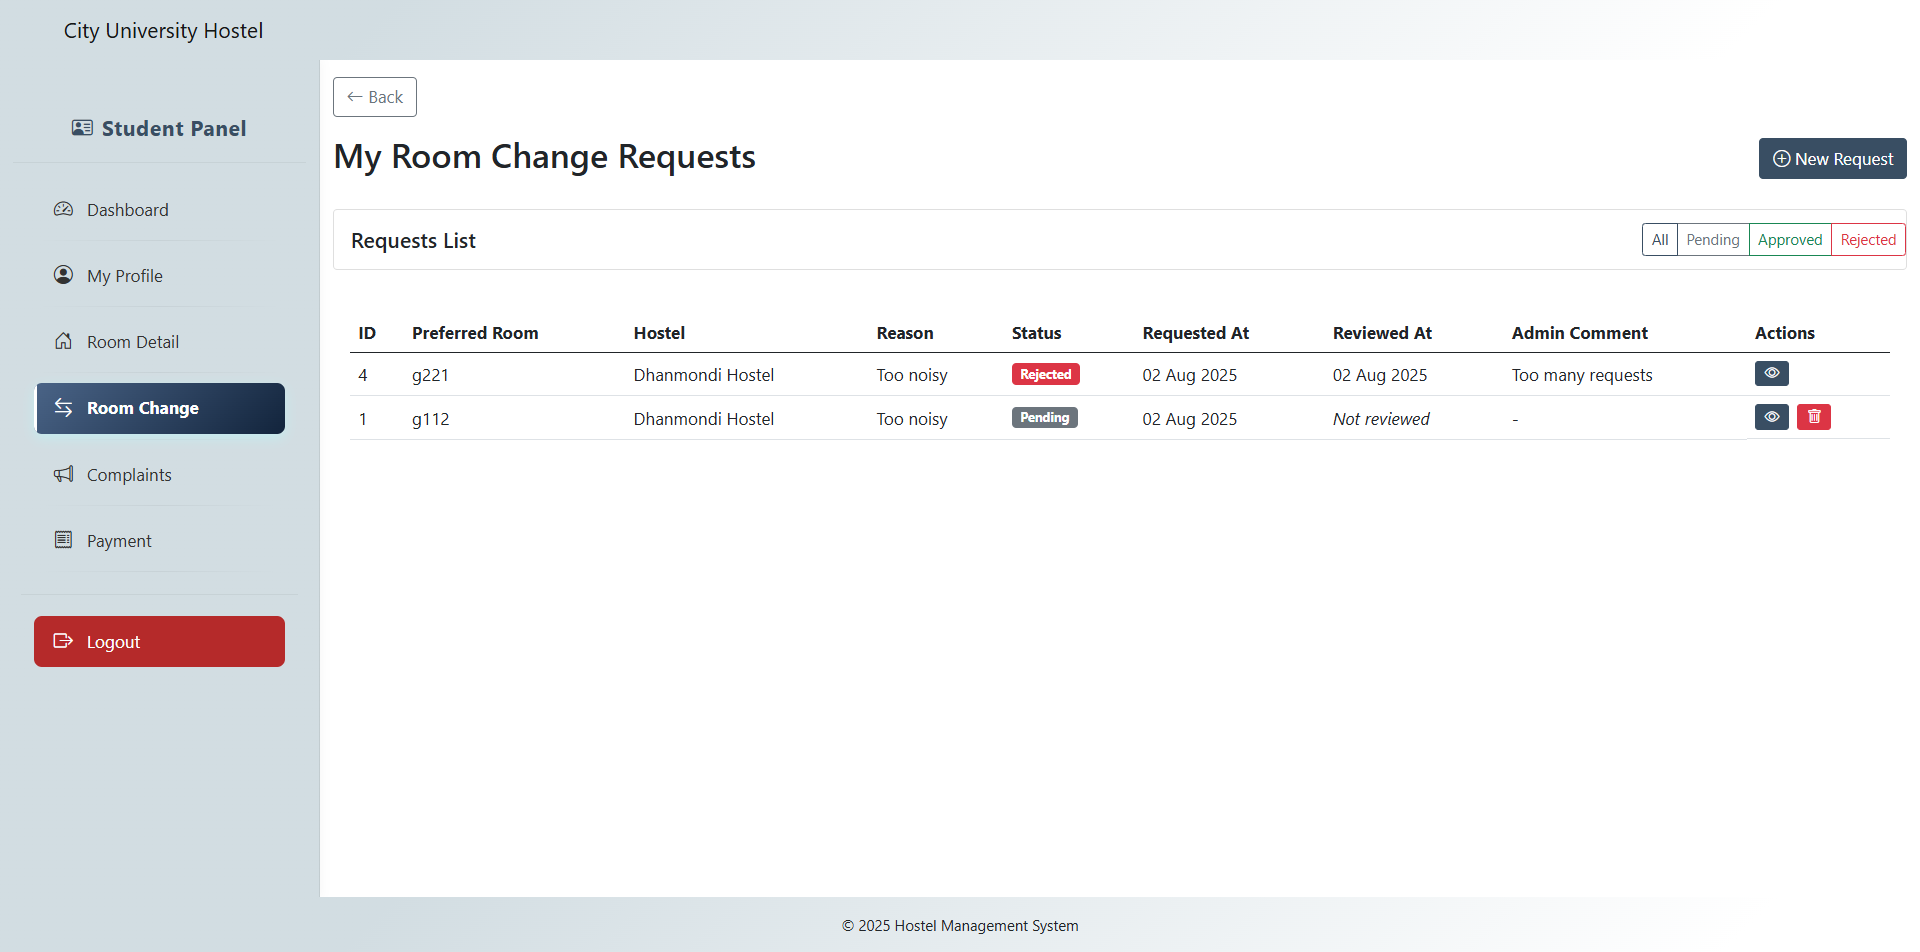 City University Hostel
Student Panel
Dashboard
My Profile
Room Detail
Room Change
Complaints
Payment
Logout
← Back
My Room Change Requests
New Request
Requests List
All Pending Approved Rejected
ID Preferred Room Hostel Reason Status Requested At Reviewed At Admin Comment Actions
4 g221 Dhanmondi Hostel Too noisy Rejected 02 Aug 2025 02 Aug 2025 Too many requests
1 g112 Dhanmondi Hostel Too noisy Pending 02 Aug 2025 Not reviewed -
© 2025 Hostel Management System